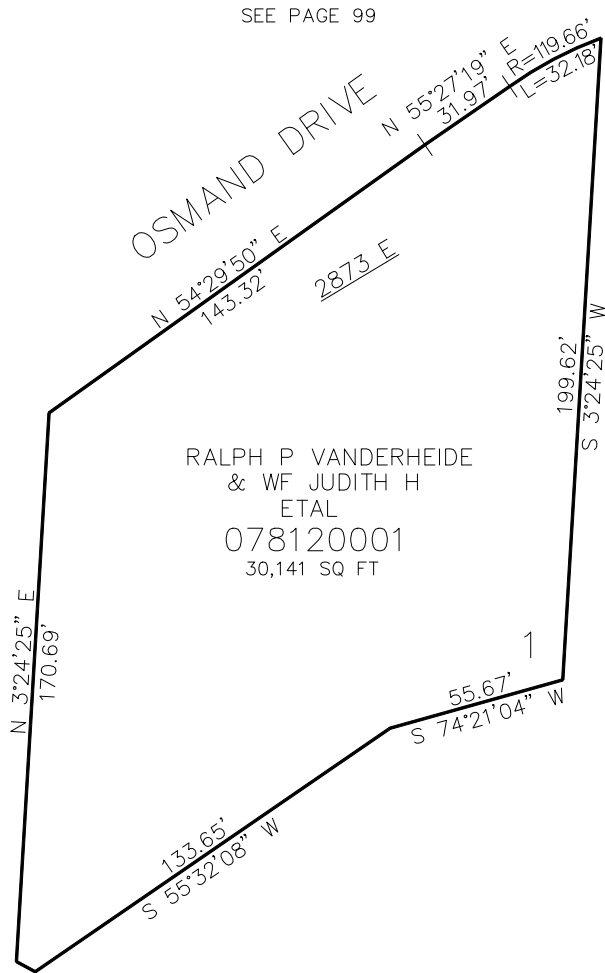 SEE PAGE 99
OSMAND DRIVE
N 55°27'19" E
31.97'
R=119.66'
L=32.18'
N 54°29'50" E
143.32'
2873 E
199.62'
S 3°24'25" W
RALPH P VANDERHEIDE
& WF JUDITH H
ETAL
078120001
30,141 SQ FT
N 3°24'25" E
170.69'
1
55.67'
S 74°21'04" W
133.65'
S 55°32'08" W